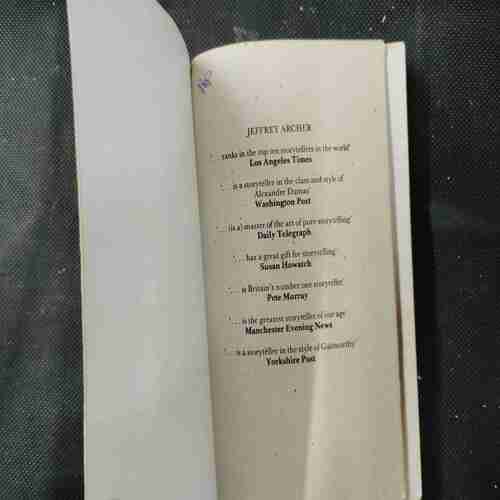 JEFFREY ARCHER
' . . . ranks in the top ten storytellers in the world'
Los Angeles Times
' . . . is a storyteller in the class and style of
Alexander Dumas'
Washington Post
' . . . (is a) master of the art of pure storytelling'
Daily Telegraph
' . . . has a great gift for storytelling'
Susan Howatch
' . . . is Britain's number one storyteller'
Pete Murray
' . . . is the greatest storyteller of our age'
Manchester Evening News
' . . . is a storyteller in the style of Galsworthy'
Yorkshire Post